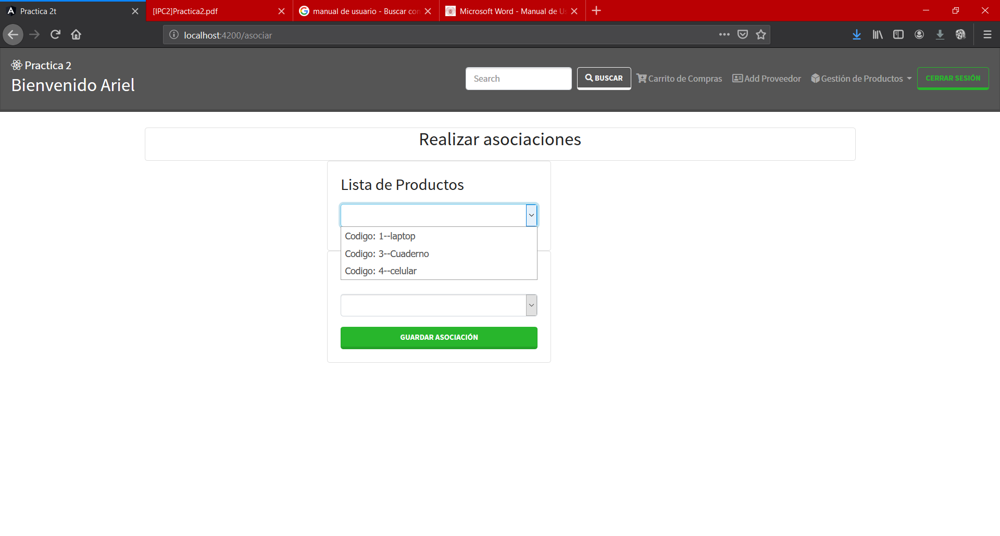 Practica 2t
[IPC2]Practica2.pdf
manual de usuario - Buscar con
Microsoft Word - Manual de Us
localhost:4200/asociar
Practica 2
Bienvenido Ariel
Search
BUSCAR
Carrito de Compras
Add Proveedor
Gestión de Productos
CERRAR SESIÓN
Realizar asociaciones
Lista de Productos
Codigo: 1--laptop
Codigo: 3--Cuaderno
Codigo: 4--celular
GUARDAR ASOCIACIÓN